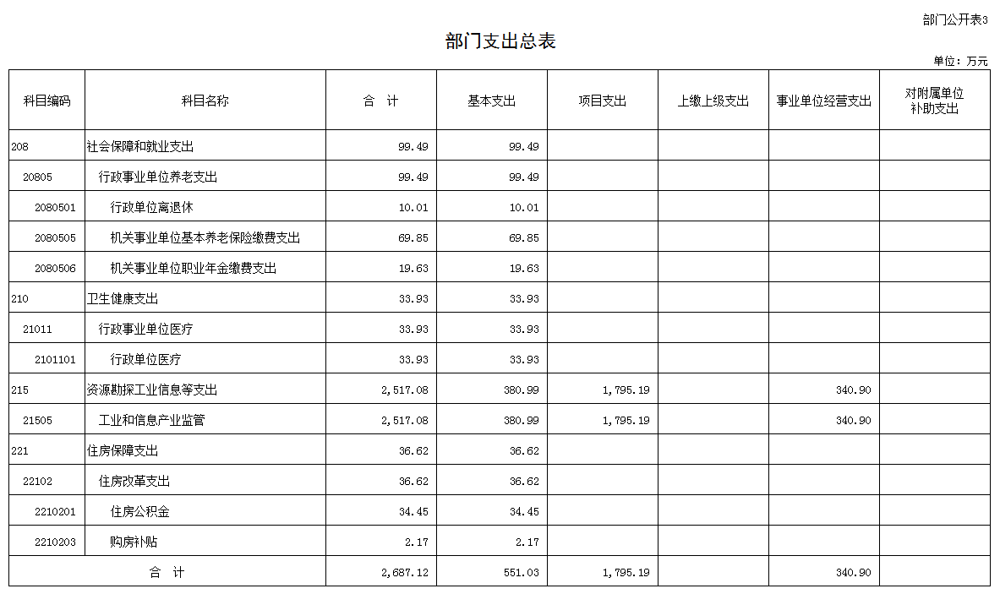 部门公开表3
部门支出总表
单位：万元
科目编码 科目名称 合 计 基本支出 项目支出 上缴上级支出 事业单位经营支出 对附属单位补助支出
208 社会保障和就业支出 99.49 99.49
20805 行政事业单位养老支出 99.49 99.49
2080501 行政单位离退休 10.01 10.01
2080505 机关事业单位基本养老保险缴费支出 69.85 69.85
2080506 机关事业单位职业年金缴费支出 19.63 19.63
210 卫生健康支出 33.93 33.93
21011 行政事业单位医疗 33.93 33.93
2101101 行政单位医疗 33.93 33.93
215 资源勘探工业信息等支出 2,517.08 380.99 1,795.19 340.90
21505 工业和信息产业监管 2,517.08 380.99 1,795.19 340.90
221 住房保障支出 36.62 36.62
22102 住房改革支出 36.62 36.62
2210201 住房公积金 34.45 34.45
2210203 购房补贴 2.17 2.17
合 计 2,687.12 551.03 1,795.19 340.90